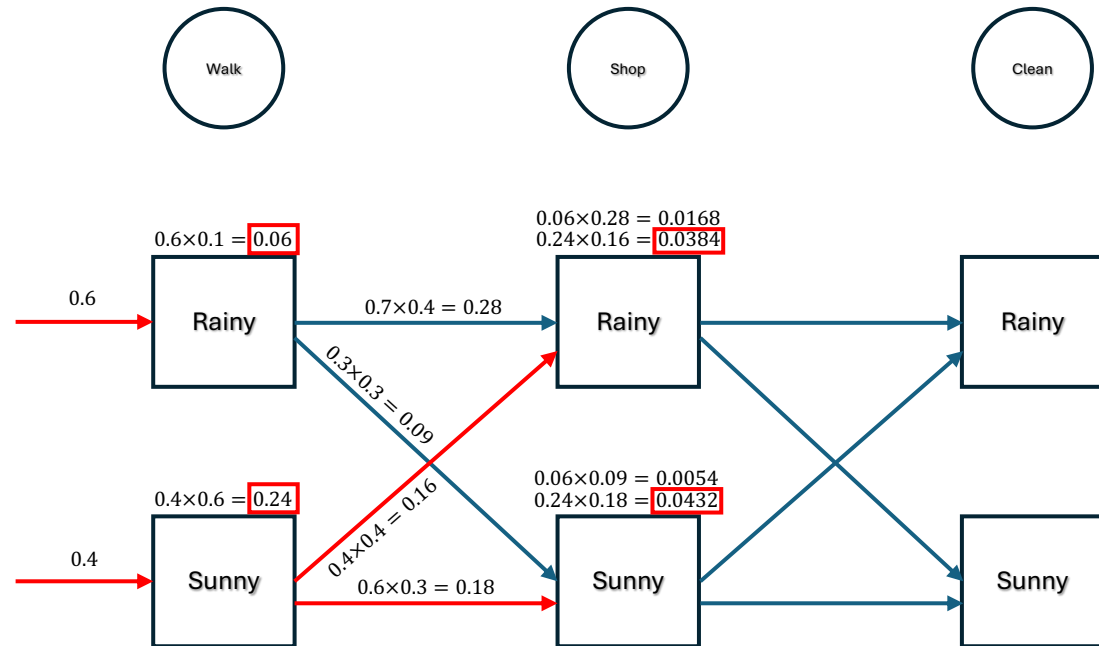 Walk
Shop
Clean
0.06×0.28 = 0.0168
0.6×0.1 = 0.06
0.24×0.16 = 0.0384
0.6
Rainy
0.7×0.4 = 0.28
Rainy
Rainy
0.3×0.3 = 0.09
0.06×0.09 = 0.0054
0.4×0.6 = 0.24
0.24×0.18 = 0.0432
0.4×0.4 = 0.16
0.4
Sunny
0.6×0.3 = 0.18
Sunny
Sunny